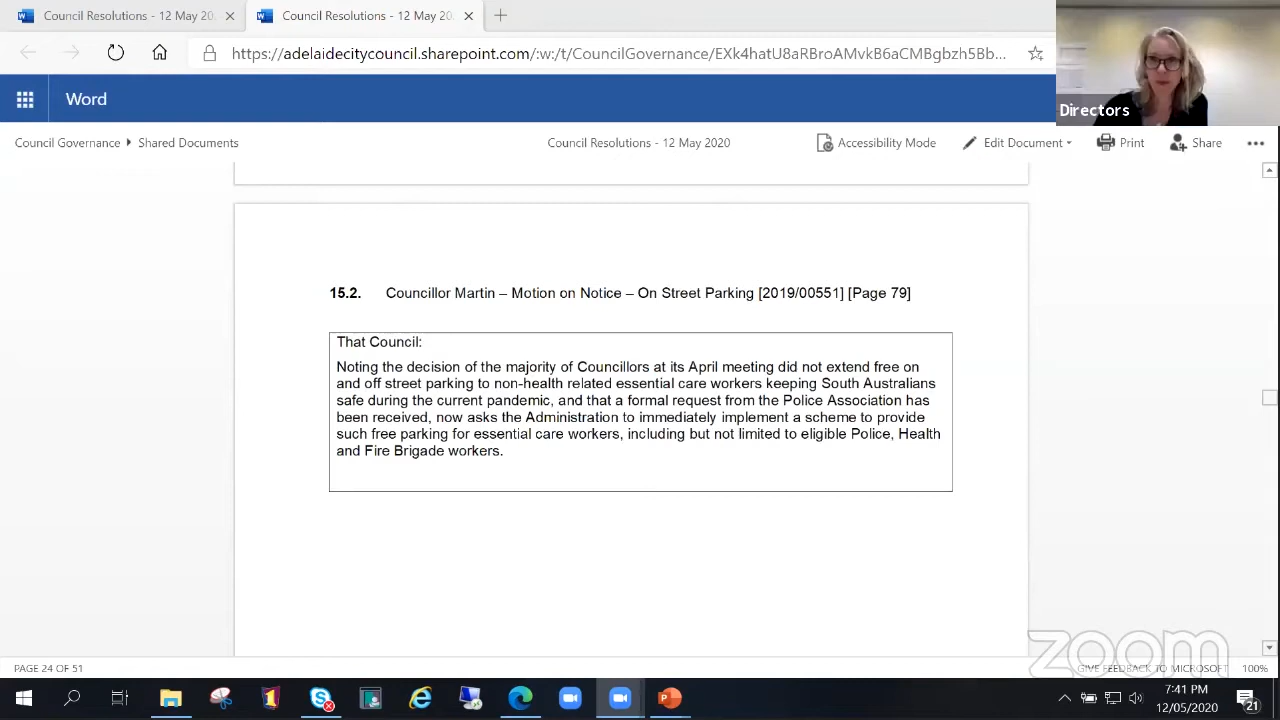 Council Resolutions - 12 May 202
Council Resolutions - 12 May 202
https://adelaidecitycouncil.sharepoint.com/:w:/t/CouncilGovernance/EXk4hatU8aRBroAMvkB6aCMBgbzh5Bb...
Directors
Word
Council Governance
Shared Documents
Council Resolutions - 12 May 2020
Accessibility Mode
Edit Document
Print
Share
15.2. Councillor Martin – Motion on Notice – On Street Parking [2019/00551] [Page 79]
That Council:
Noting the decision of the majority of Councillors at its April meeting did not extend free on
and off street parking to non-health related essential care workers keeping South Australians
safe during the current pandemic, and that a formal request from the Police Association has
been received, now asks the Administration to immediately implement a scheme to provide
such free parking for essential care workers, including but not limited to eligible Police, Health
and Fire Brigade workers.
zoom
PAGE 24 OF 51
GIVE FEEDBACK TO MICROSOFT
100%
7:41 PM
12/05/2020
21